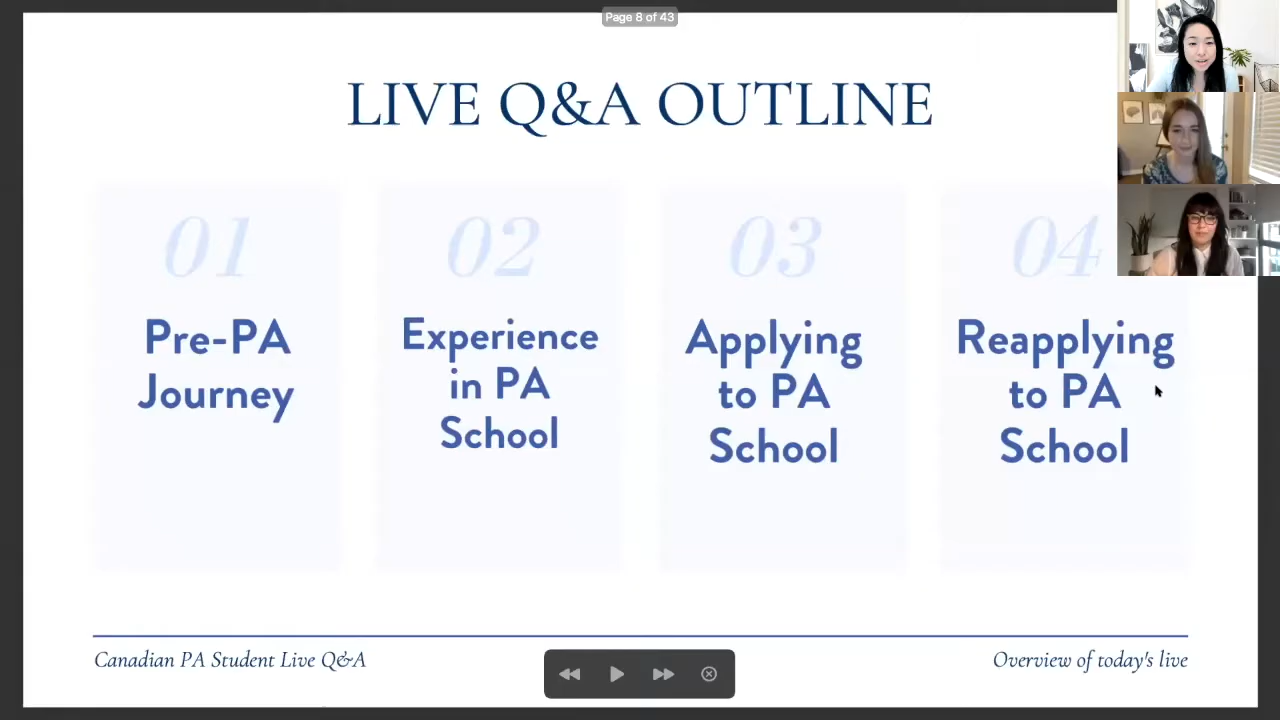 Page 8 of 43
LIVE Q&A OUTLINE
01
Pre-PA
Journey
02
Experience
in PA
School
03
Applying
to PA
School
04
Reapplying
to PA
School
Canadian PA Student Live Q&A
Overview of today's live